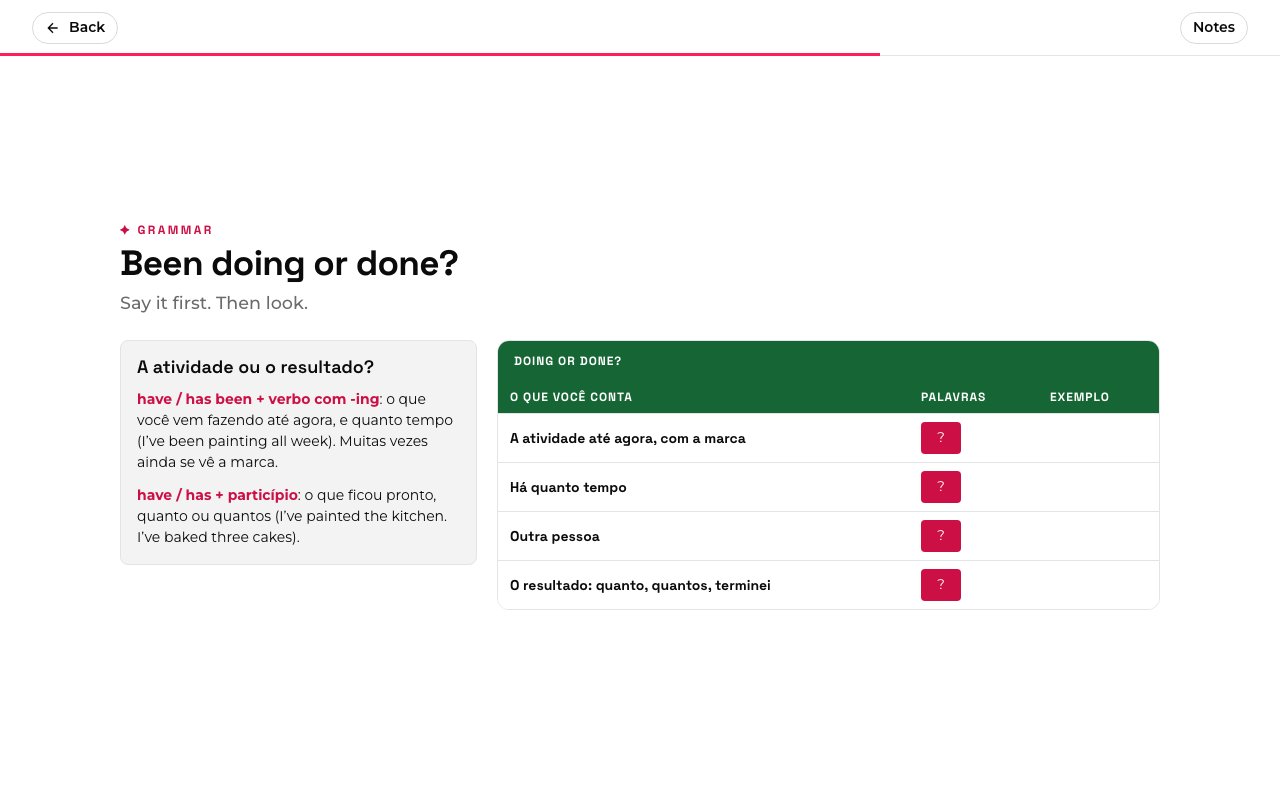 ← Back
Notes
✦ GRAMMAR
Been doing or done?
Say it first. Then look.
A atividade ou o resultado?
have / has been + verbo com -ing: o que
você vem fazendo até agora, e quanto tempo
(I’ve been painting all week). Muitas vezes
ainda se vê a marca.
have / has + particípio: o que ficou pronto,
quanto ou quantos (I’ve painted the kitchen.
I’ve baked three cakes).
DOING OR DONE?
O QUE VOCÊ CONTA PALAVRAS EXEMPLO
A atividade até agora, com a marca ?
Há quanto tempo ?
Outra pessoa ?
O resultado: quanto, quantos, terminei ?